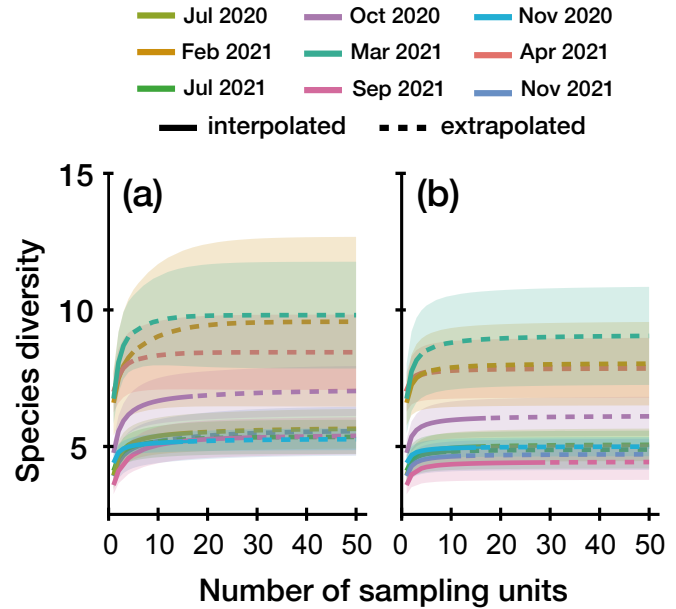 Jul 2020 Oct 2020 Nov 2020
Feb 2021 Mar 2021 Apr 2021
Jul 2021 Sep 2021 Nov 2021
interpolated extrapolated
15
(a) (b)
10
5
Species diversity
0 10 20 30 40 50 0 10 20 30 40 50
Number of sampling units